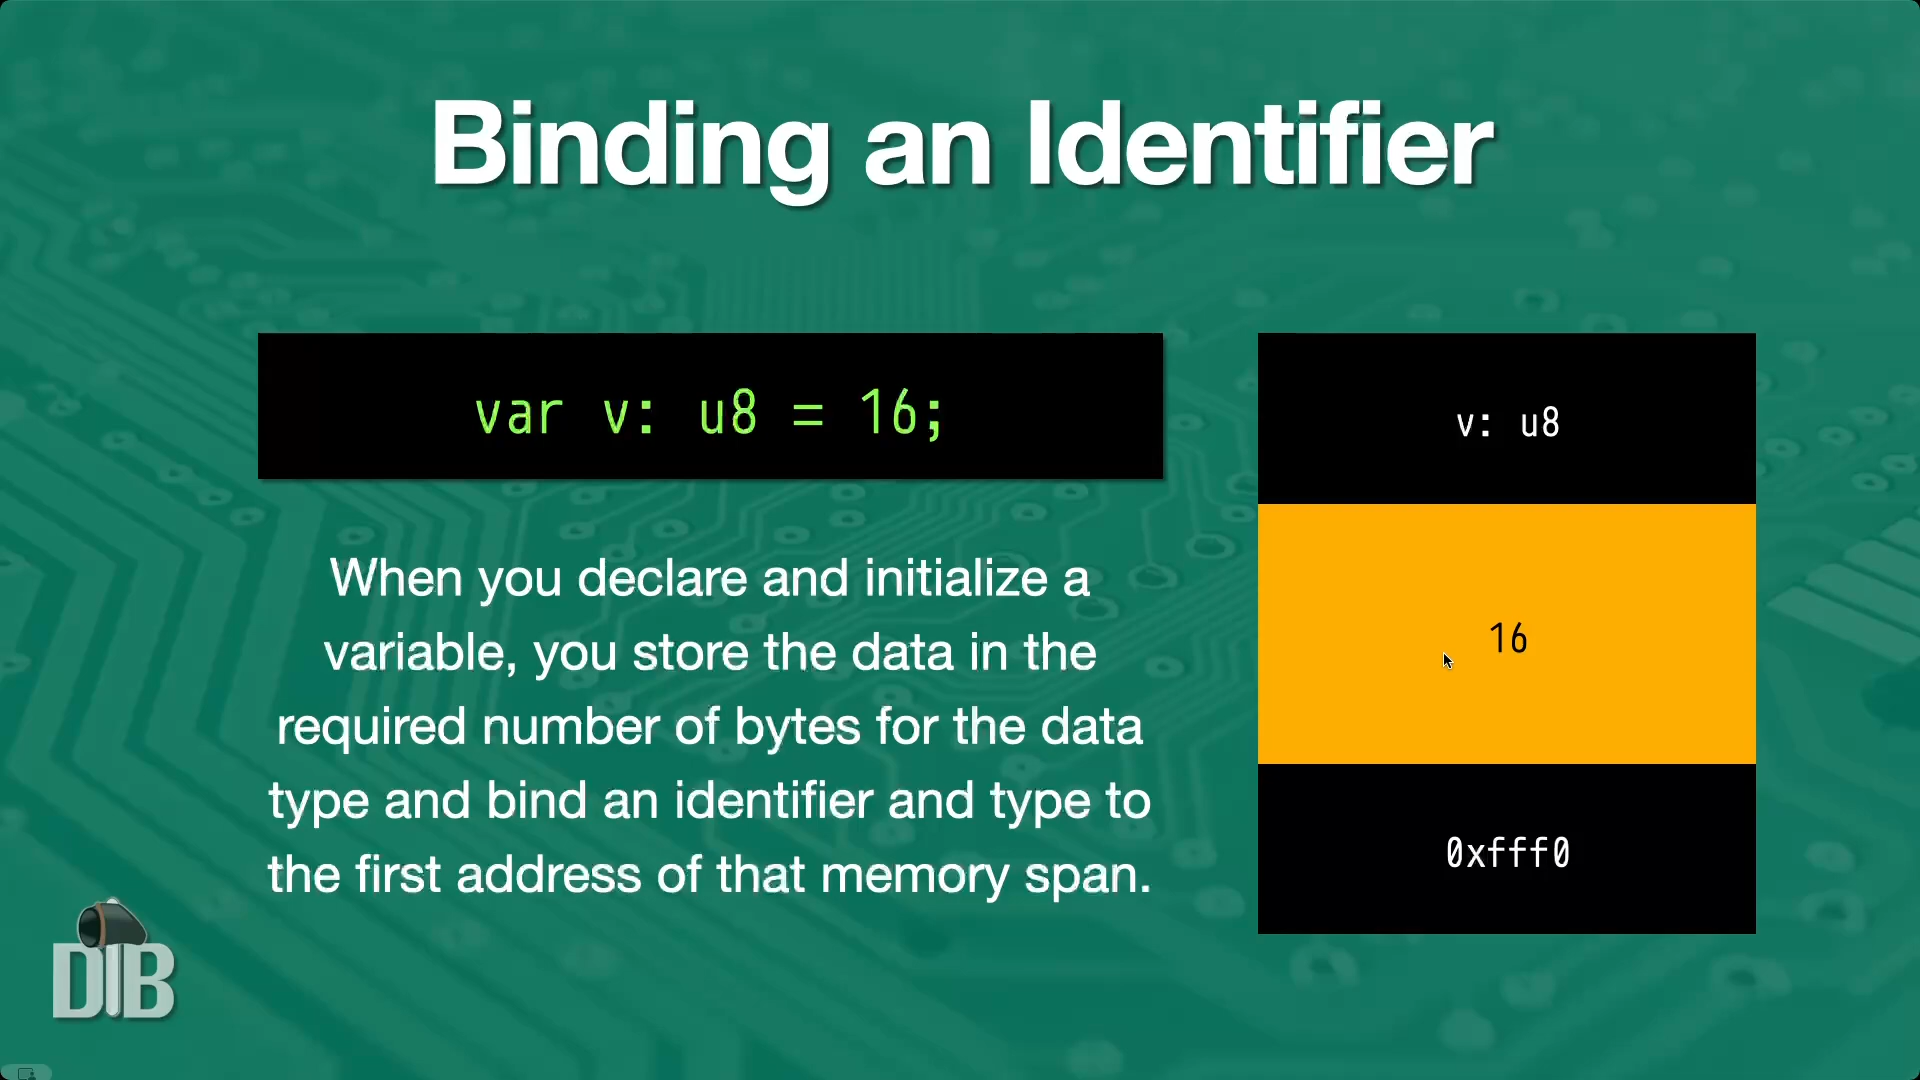 Binding an Identifier
var v: u8 = 16;
When you declare and initialize a
variable, you store the data in the
required number of bytes for the data
type and bind an identifier and type to
the first address of that memory span.
v: u8
16
0xfff0
DIB